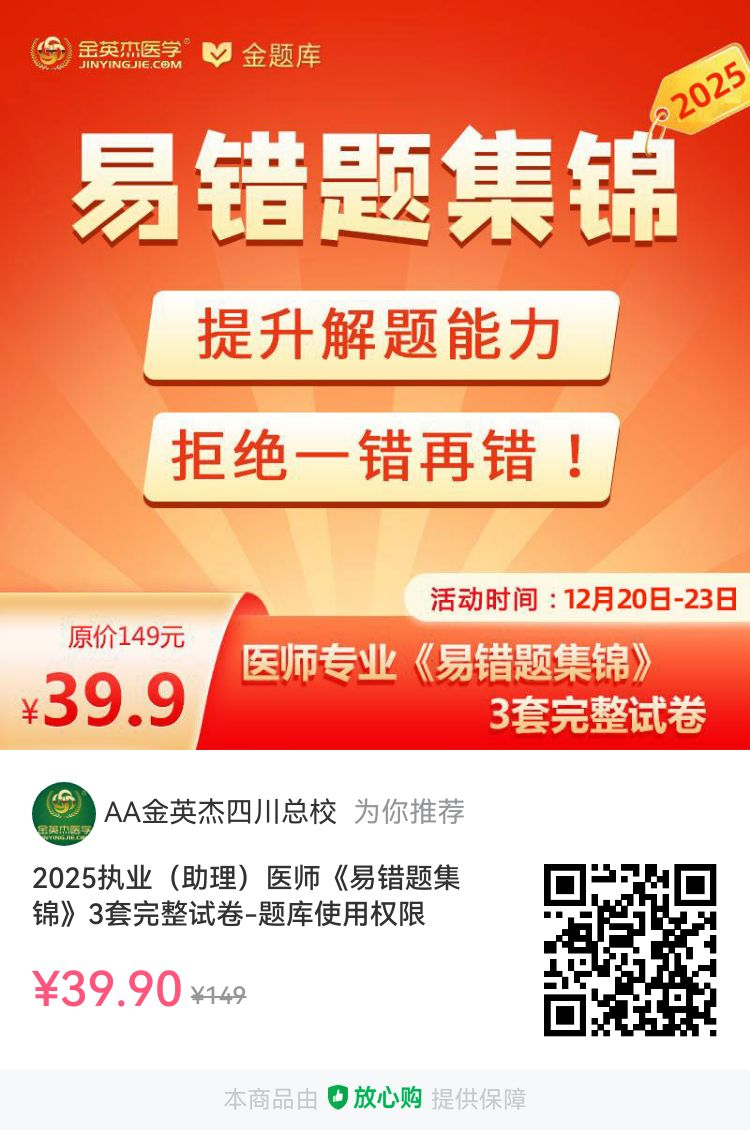 金英杰医学®
JINYINGJIE.COM
金题库
2025
易错题集锦
提升解题能力
拒绝一错再错！
活动时间：12月20日-23日
原价149元
¥39.9
医师专业《易错题集锦》
3套完整试卷
金英杰医学
AA金英杰四川总校 为你推荐
2025执业（助理）医师《易错题集
锦》3套完整试卷-题库使用权限
¥39.90 ¥149
本商品由 放心购 提供保障